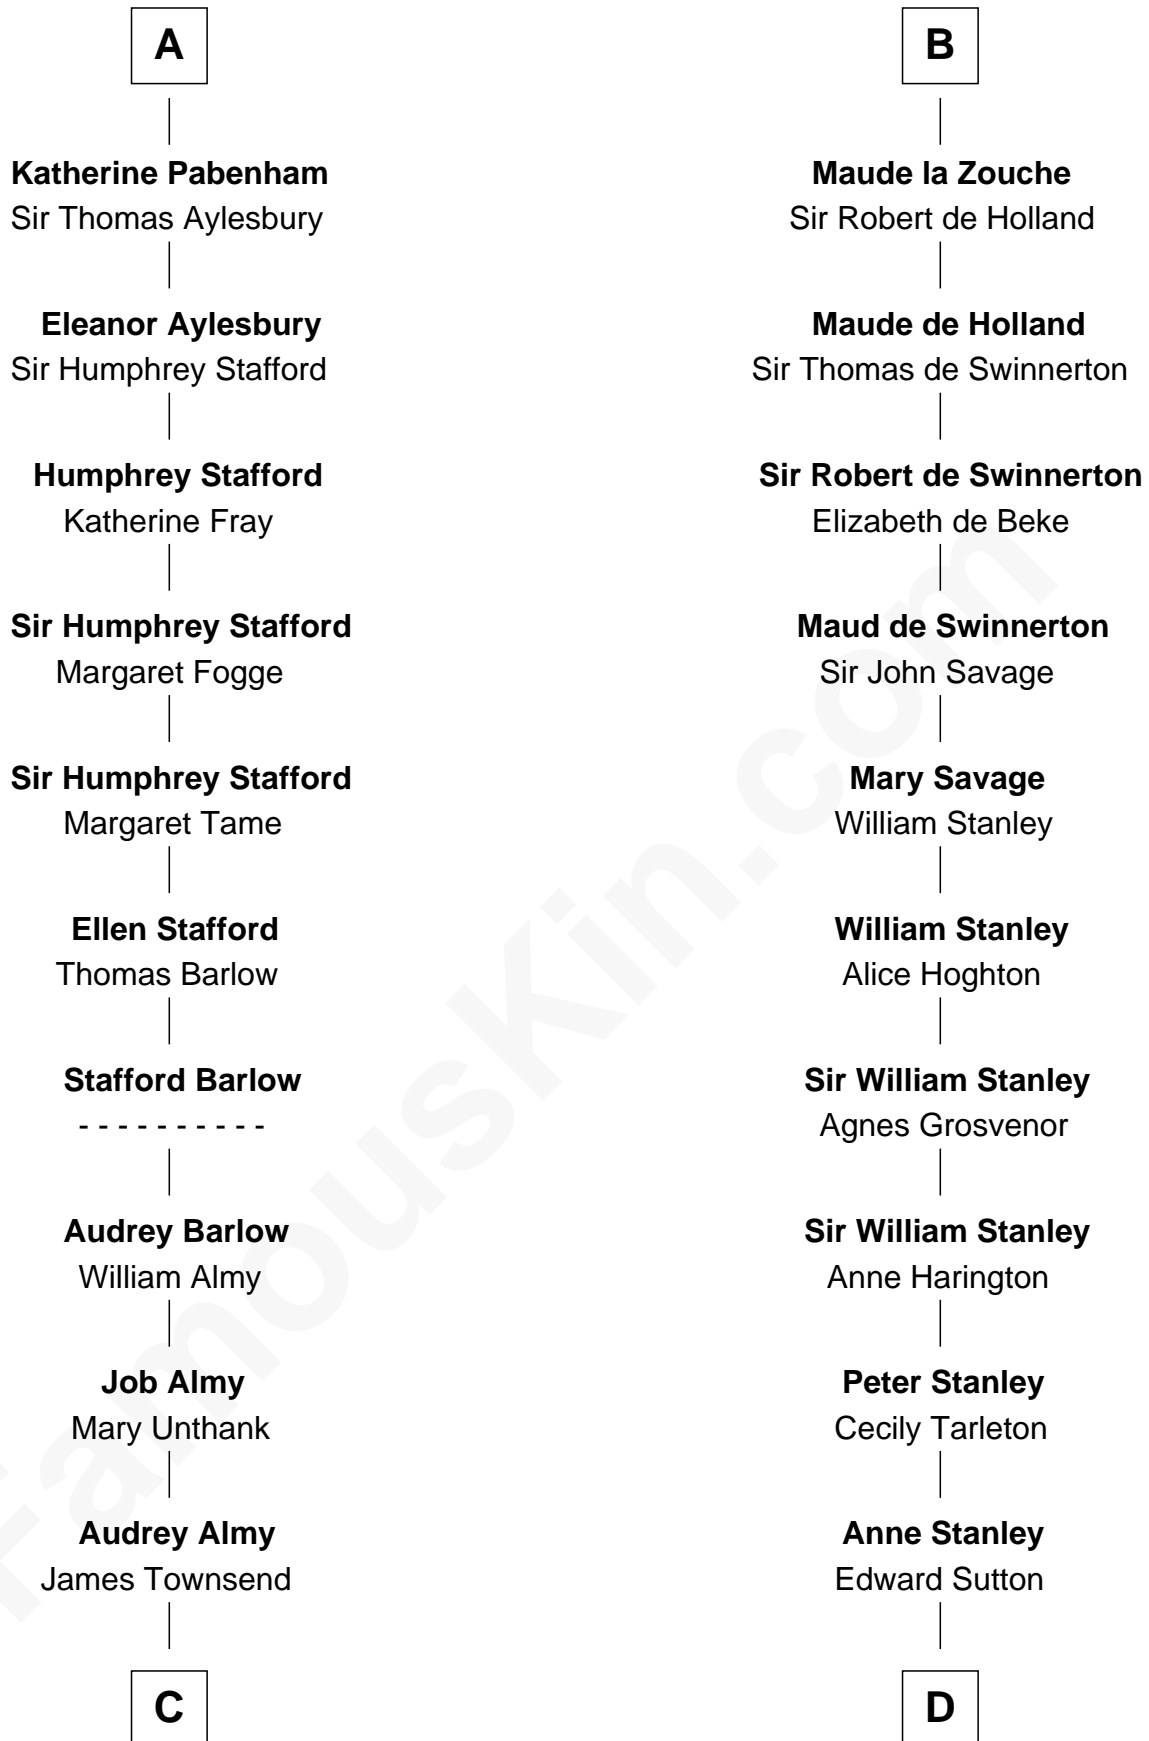 A
Katherine Pabenham
Sir Thomas Aylesbury
Eleanor Aylesbury
Sir Humphrey Stafford
Humphrey Stafford
Katherine Fray
Sir Humphrey Stafford
Margaret Fogge
Sir Humphrey Stafford
Margaret Tame
Ellen Stafford
Thomas Barlow
Stafford Barlow
- - - - - - - - - -
Audrey Barlow
William Almy
Job Almy
Mary Unthank
Audrey Almy
James Townsend
C
B
Maude la Zouche
Sir Robert de Holland
Maude de Holland
Sir Thomas de Swinnerton
Sir Robert de Swinnerton
Elizabeth de Beke
Maud de Swinnerton
Sir John Savage
Mary Savage
William Stanley
William Stanley
Alice Hoghton
Sir William Stanley
Agnes Grosvenor
Sir William Stanley
Anne Harington
Peter Stanley
Cecily Tarleton
Anne Stanley
Edward Sutton
D
FamousKin.com